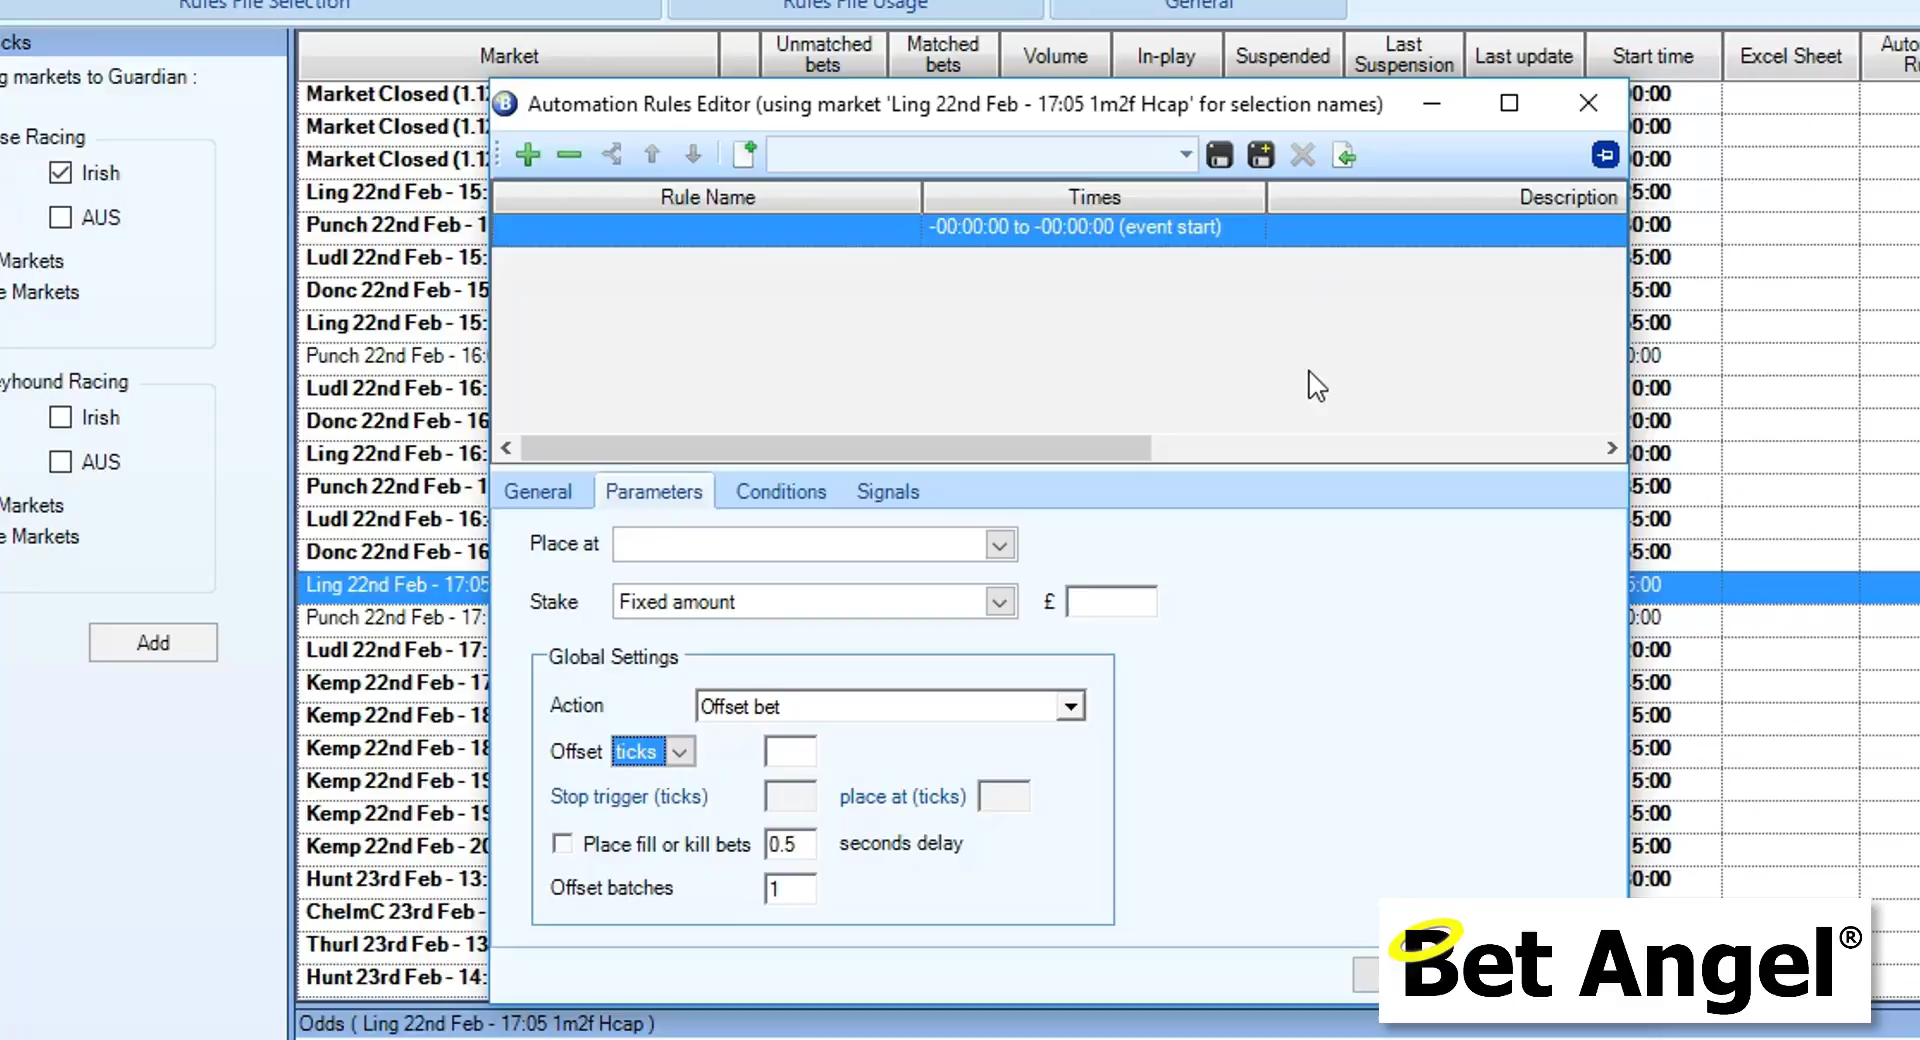 Rules File Selection
Rules File Usage
General
cks
g markets to Guardian :
se Racing
Irish
AUS
Markets
e Markets
eyhound Racing
Irish
AUS
Markets
e Markets
Add
Market
Unmatched bets
Matched bets
Volume
In-play
Suspended
Last Suspension
Last update
Start time
Excel Sheet
Market Closed (1.1
Market Closed (1.1
Market Closed (1.1
Ling 22nd Feb - 15:
Punch 22nd Feb - 1
Ludl 22nd Feb - 15:
Donc 22nd Feb - 15
Ling 22nd Feb - 15:
Punch 22nd Feb - 16:
Ludl 22nd Feb - 16:
Donc 22nd Feb - 16
Ling 22nd Feb - 16:
Punch 22nd Feb - 1
Ludl 22nd Feb - 16:
Donc 22nd Feb - 16
Ling 22nd Feb - 17:05
Punch 22nd Feb - 17:
Ludl 22nd Feb - 17:
Kemp 22nd Feb - 17
Kemp 22nd Feb - 18
Kemp 22nd Feb - 18
Kemp 22nd Feb - 19
Kemp 22nd Feb - 19
Kemp 22nd Feb - 20
Hunt 23rd Feb - 13:
ChelmC 23rd Feb -
Thurl 23rd Feb - 13
Hunt 23rd Feb - 14:
Odds ( Ling 22nd Feb - 17:05 1m2f Hcap )
Automation Rules Editor (using market 'Ling 22nd Feb - 17:05 1m2f Hcap' for selection names)
Rule Name
Times
Description
-00:00:00 to -00:00:00 (event start)
General
Parameters
Conditions
Signals
Place at
Stake
Fixed amount
£
Global Settings
Action
Offset bet
Offset
ticks
Stop trigger (ticks)
place at (ticks)
Place fill or kill bets
0.5
seconds delay
Offset batches
1
Bet Angel®